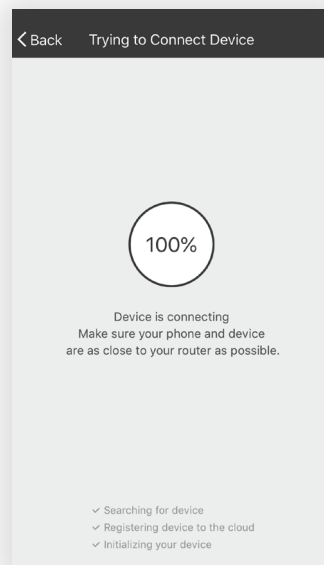 Back Trying to Connect Device
100%
Device is connecting
Make sure your phone and device
are as close to your router as possible.
✓ Searching for device
✓ Registering device to the cloud
✓ Initializing your device